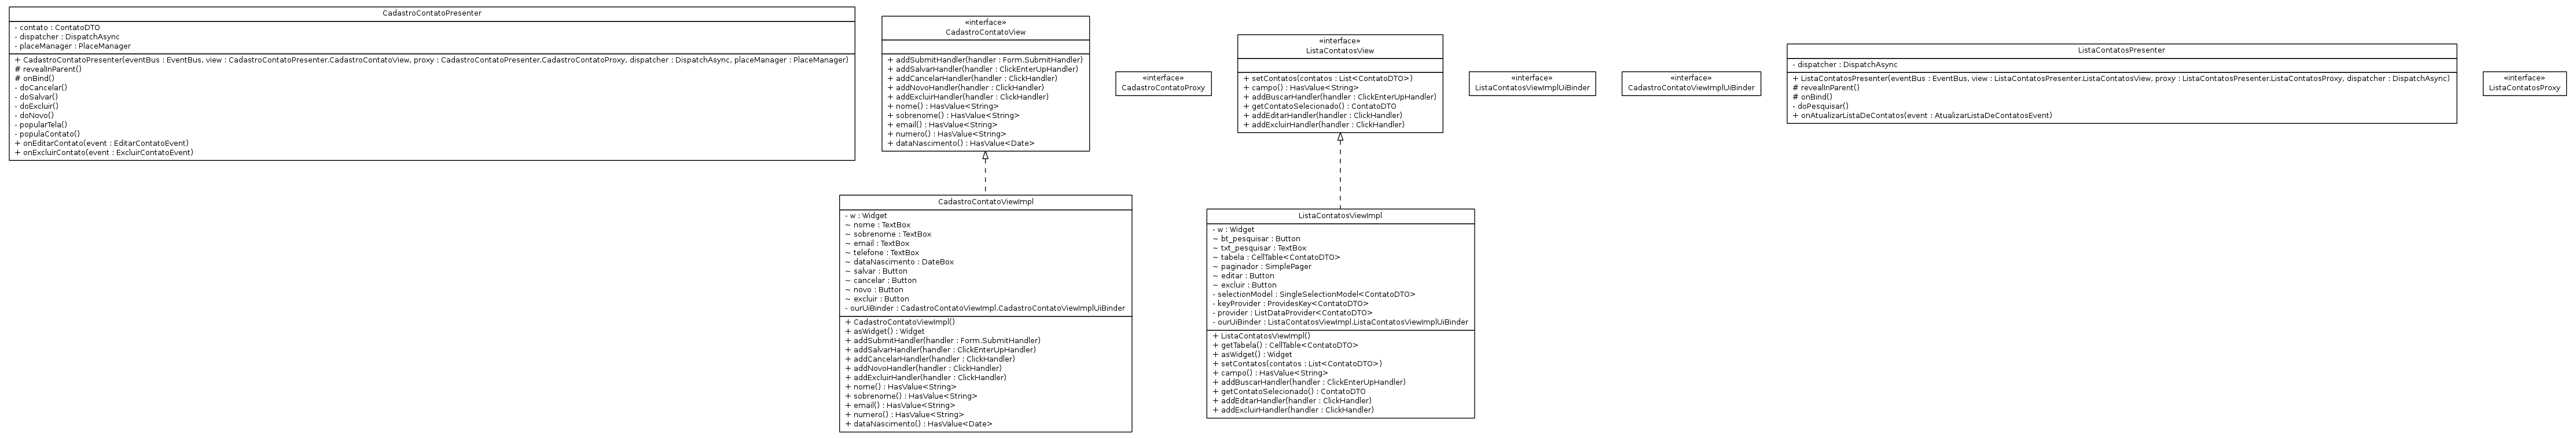 CadastroContatoPresenter
- contato : ContatoDTO
- dispatcher : DispatchAsync
- placeManager : PlaceManager
+ CadastroContatoPresenter(eventBus : EventBus, view : CadastroContatoPresenter.CadastroContatoView, proxy : CadastroContatoPresenter.CadastroContatoProxy, dispatcher : DispatchAsync, placeManager : PlaceManager)
# revealInParent()
# onBind()
- doCancelar()
- doSalvar()
- doExcluir()
- doNovo()
- popularTela()
- populaContato()
+ onEditarContato(event : EditarContatoEvent)
+ onExcluirContato(event : ExcluirContatoEvent)
«interface»
CadastroContatoView
+ addSubmitHandler(handler : Form.SubmitHandler)
+ addSalvarHandler(handler : ClickEnterUpHandler)
+ addCancelarHandler(handler : ClickHandler)
+ addNovoHandler(handler : ClickHandler)
+ addExcluirHandler(handler : ClickHandler)
+ nome() : HasValue<String>
+ sobrenome() : HasValue<String>
+ email() : HasValue<String>
+ numero() : HasValue<String>
+ dataNascimento() : HasValue<Date>
«interface»
CadastroContatoProxy
«interface»
ListaContatosView
+ setContatos(contatos : List<ContatoDTO>)
+ campo() : HasValue<String>
+ addBuscarHandler(handler : ClickEnterUpHandler)
+ getContatoSelecionado() : ContatoDTO
+ addEditarHandler(handler : ClickHandler)
+ addExcluirHandler(handler : ClickHandler)
«interface»
ListaContatosViewImplUiBinder
«interface»
CadastroContatoViewImplUiBinder
ListaContatosPresenter
- dispatcher : DispatchAsync
+ ListaContatosPresenter(eventBus : EventBus, view : ListaContatosPresenter.ListaContatosView, proxy : ListaContatosPresenter.ListaContatosProxy, dispatcher : DispatchAsync)
# revealInParent()
# onBind()
- doPesquisar()
+ onAtualizarListaDeContatos(event : AtualizarListaDeContatosEvent)
«interface»
ListaContatosProxy
CadastroContatoViewImpl
- w : Widget
~ nome : TextBox
~ sobrenome : TextBox
~ email : TextBox
~ telefone : TextBox
~ dataNascimento : DateBox
~ salvar : Button
~ cancelar : Button
~ novo : Button
~ excluir : Button
- ourUiBinder : CadastroContatoViewImpl.CadastroContatoViewImplUiBinder
+ CadastroContatoViewImpl()
+ asWidget() : Widget
+ addSubmitHandler(handler : Form.SubmitHandler)
+ addSalvarHandler(handler : ClickEnterUpHandler)
+ addCancelarHandler(handler : ClickHandler)
+ addNovoHandler(handler : ClickHandler)
+ addExcluirHandler(handler : ClickHandler)
+ nome() : HasValue<String>
+ sobrenome() : HasValue<String>
+ email() : HasValue<String>
+ numero() : HasValue<String>
+ dataNascimento() : HasValue<Date>
ListaContatosViewImpl
- w : Widget
~ bt_pesquisar : Button
~ txt_pesquisar : TextBox
~ tabela : CellTable<ContatoDTO>
~ paginador : SimplePager
~ editar : Button
~ excluir : Button
- selectionModel : SingleSelectionModel<ContatoDTO>
- keyProvider : ProvidesKey<ContatoDTO>
- provider : ListDataProvider<ContatoDTO>
- ourUiBinder : ListaContatosViewImpl.ListaContatosViewImplUiBinder
+ ListaContatosViewImpl()
+ getTabela() : CellTable<ContatoDTO>
+ asWidget() : Widget
+ setContatos(contatos : List<ContatoDTO>)
+ campo() : HasValue<String>
+ addBuscarHandler(handler : ClickEnterUpHandler)
+ getContatoSelecionado() : ContatoDTO
+ addEditarHandler(handler : ClickHandler)
+ addExcluirHandler(handler : ClickHandler)